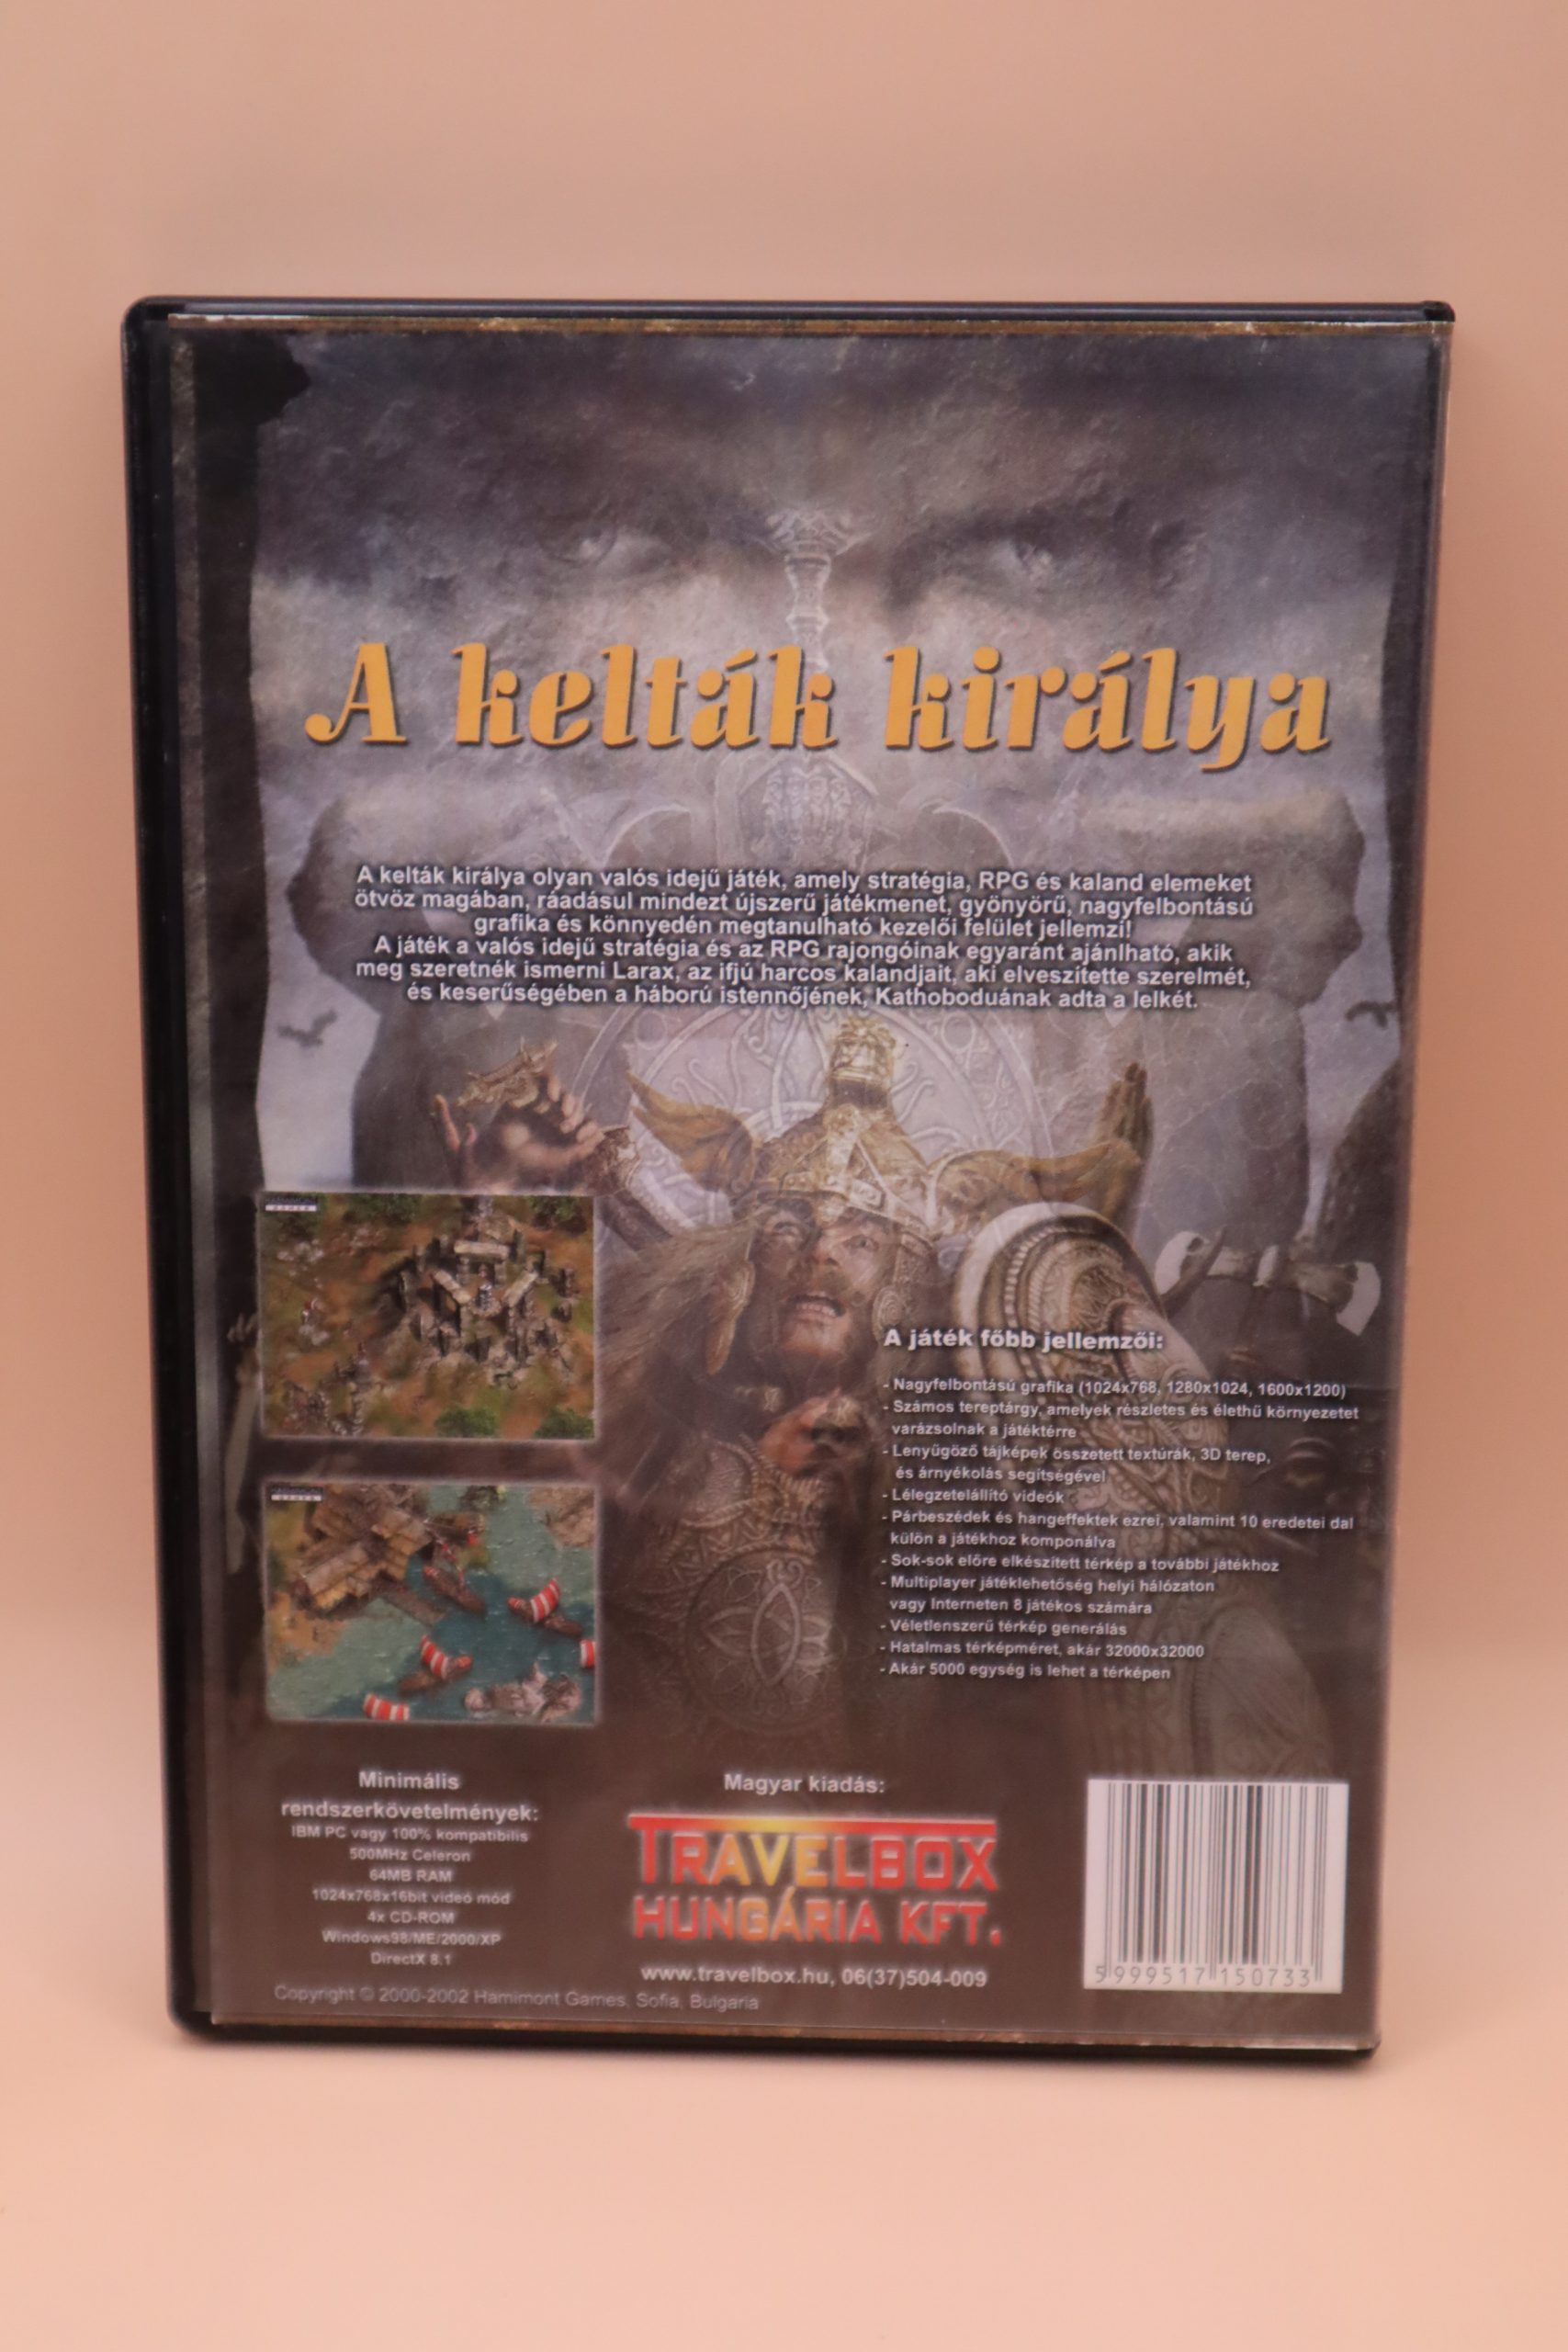 A kelták királya
A kelták királya olyan valós idejű játék, amely stratégia, RPG és kaland elemeket
ötvöz magában, ráadásul mindezt újszerű játékmenet, gyönyörű, nagyfelbontású
grafika és könnyedén megtanulható kezelői felület jellemzi!
A játék a valós idejű stratégia és az RPG rajongóinak egyaránt ajánlható, akik
meg szeretnék ismerni Larax, az ifjú harcos kalandjait, aki elveszítette szerelmét,
és keserűségében a háború istennőjének, Kathoboduának adta a lelkét.
A játék főbb jellemzői:
- Nagyfelbontású grafika (1024x768, 1280x1024, 1600x1200)
- Számos tereptárgy, amelyek részletes és élethű környezetet
varázsolnak a játéktérre
- Lenyűgöző tájképek összetett textúrák, 3D terep,
és árnyékolás segítségével
- Lélegzetelállító videók
- Párbeszédek és hangeffektek ezrei, valamint 10 eredetei dal
külön a játékhoz komponálva
- Sok-sok előre elkészített térkép a további játékhoz
- Multiplayer játéklehetőség helyi hálózaton
vagy Interneten 8 játékos számára
- Véletlenszerű térkép generálás
- Hatalmas térképméret, akár 32000x32000
- Akár 5000 egység is lehet a térképen
Minimális
rendszerkövetelmények:
IBM PC vagy 100% kompatibilis
500MHz Celeron
64MB RAM
1024x768x16bit videó mód
4x CD-ROM
Windows98/ME/2000/XP
DirectX 8.1
Magyar kiadás:
TRAVELBOX
HUNGÁRIA KFT.
www.travelbox.hu, 06(37)504-009
5 999517 150733
Copyright © 2000-2002 Hamimont Games, Sofia, Bulgaria